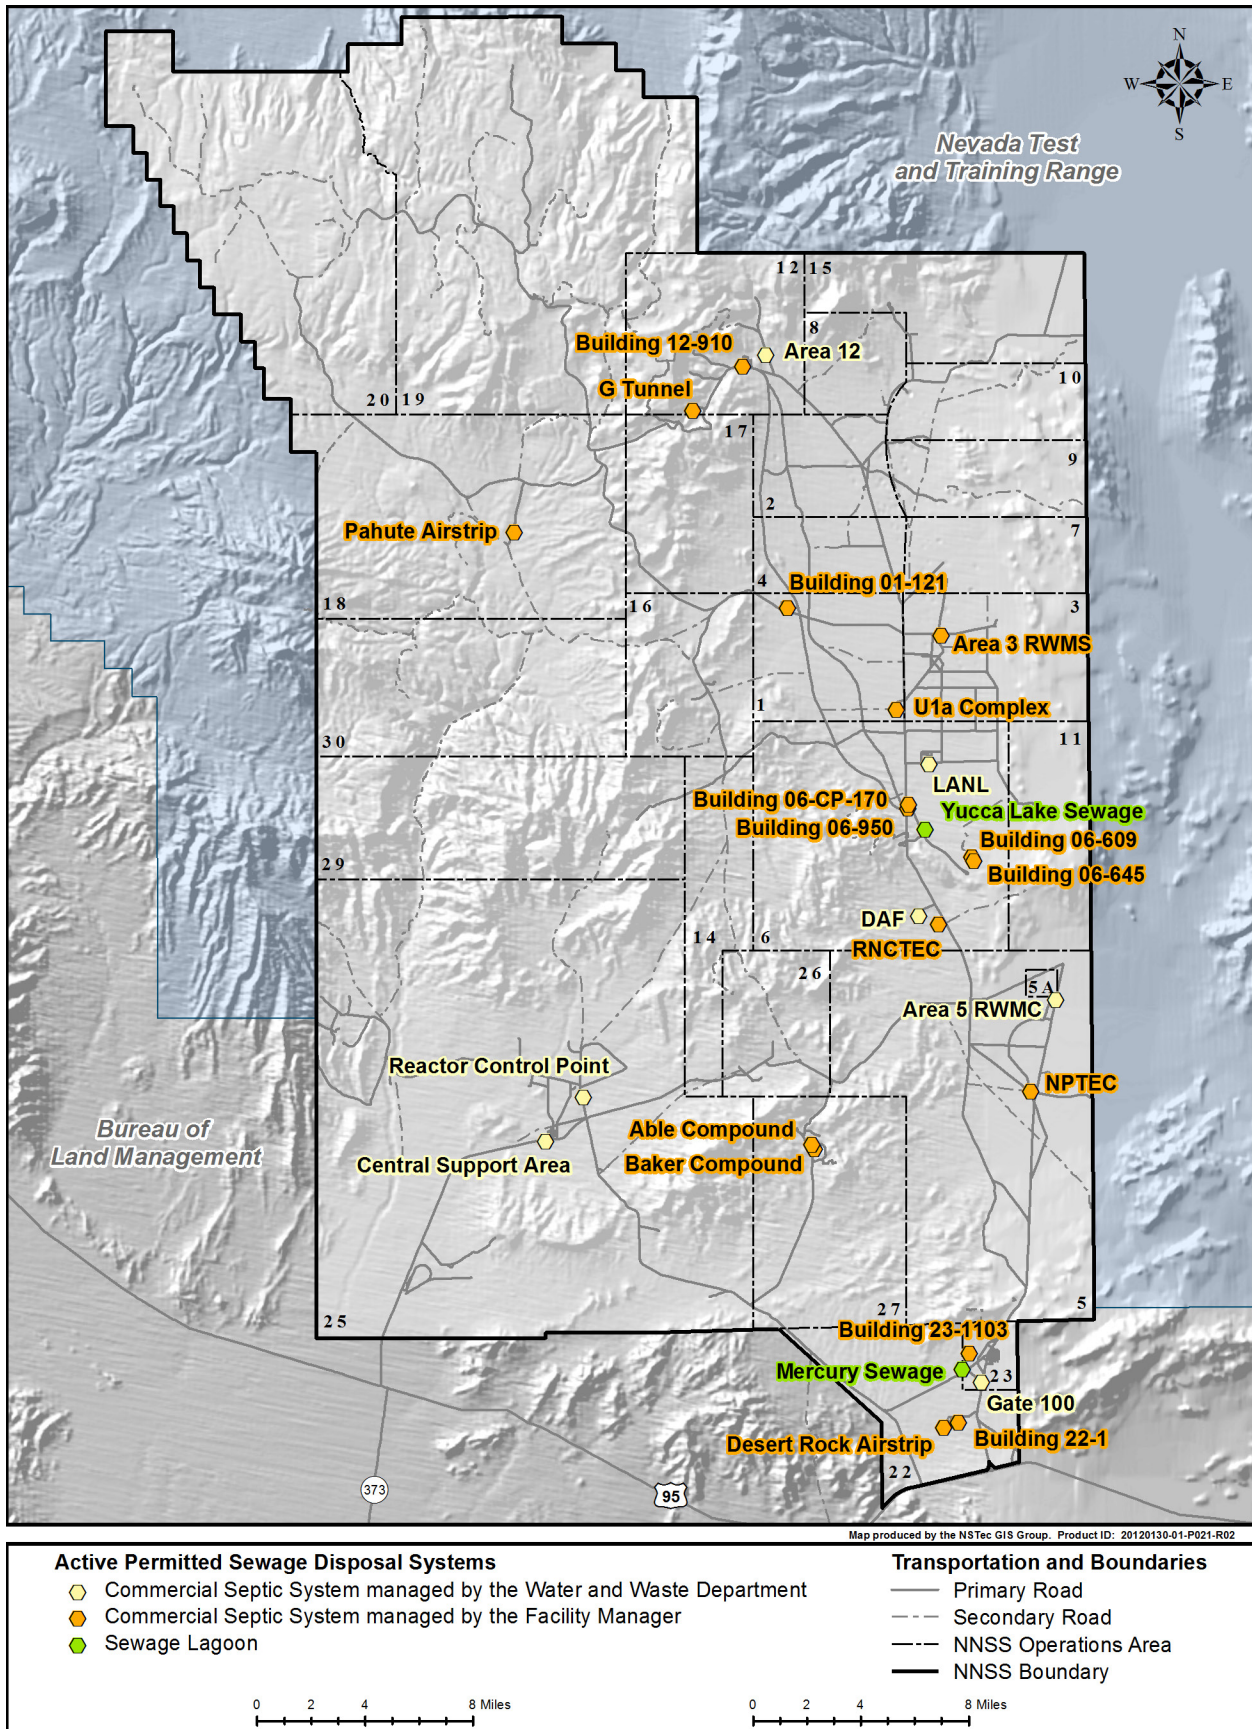 N
W E
S
Nevada Test
and Training Range
12 15
8
Building 12-910
Area 12
10
G Tunnel
20 19
17
9
2
Pahute Airstrip
7
4
Building 01-121
18
16
3
Area 3 RWMS
1
U1a Complex
30
11
LANL
Building 06-CP-170
Yucca Lake Sewage
Building 06-950
Building 06-609
29
Building 06-645
DAF
14
6
RNCTEC
26
5A
Area 5 RWMC
Reactor Control Point
NPTEC
Bureau of
Land Management
Able Compound
Central Support Area
Baker Compound
25
27
5
Building 23-1103
Mercury Sewage
23
Gate 100
Desert Rock Airstrip
Building 22-1
22
373
95
Map produced by the NSTec GIS Group. Product ID: 20120130-01-P021-R02
Active Permitted Sewage Disposal Systems
Commercial Septic System managed by the Water and Waste Department
Commercial Septic System managed by the Facility Manager
Sewage Lagoon
Transportation and Boundaries
Primary Road
Secondary Road
NNSS Operations Area
NNSS Boundary
0 2 4 8 Miles
0 2 4 8 Miles